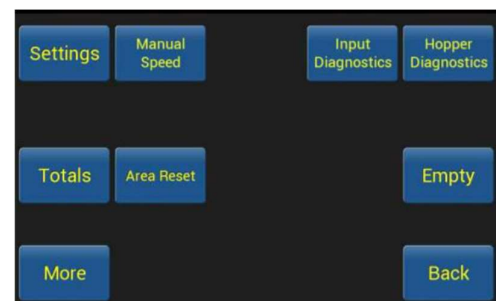 Settings
Manual
Speed
Input
Diagnostics
Hopper
Diagnostics
Totals
Area Reset
Empty
More
Back